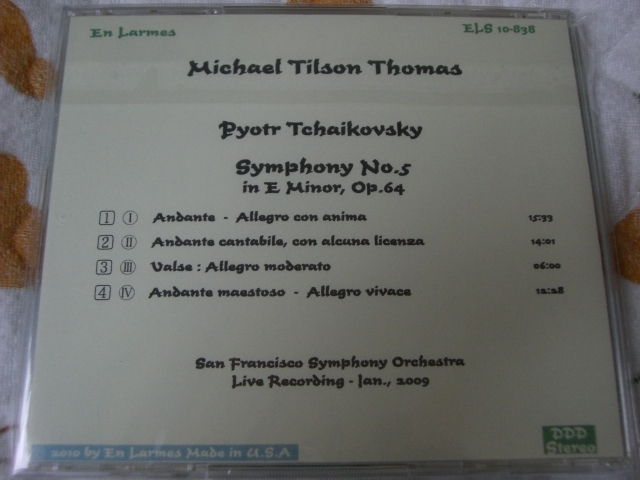 En Larmes
ELS 10-838
Michael Tilson Thomas
Pyotr Tchaikovsky
Symphony No.5
in E Minor, Op.64
1 Ⅰ Andante - Allegro con anima 15:33
2 Ⅱ Andante cantabile, con alcuna licenza 14:01
3 Ⅲ Valse : Allegro moderato 06:00
4 Ⅳ Andante maestoso - Allegro vivace 12:28
San Francisco Symphony Orchestra
Live Recording - Jan., 2009
2010 by En Larmes Made in U.S.A
DDD
Stereo